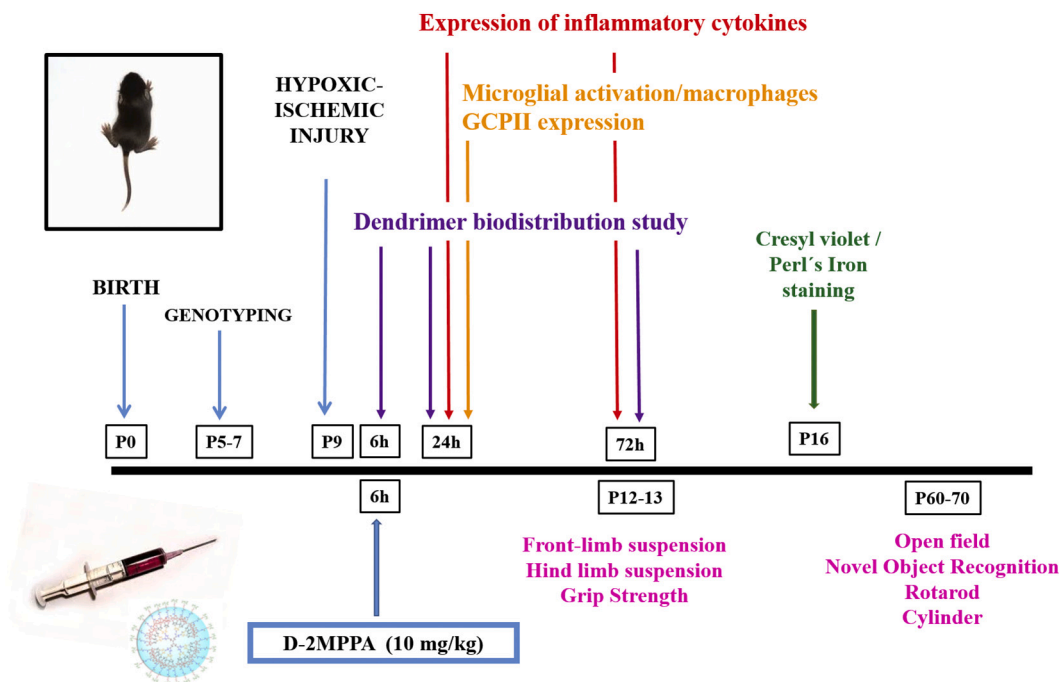 Expression of inflammatory cytokines
HYPOXIC-
ISCHEMIC
INJURY
Microglial activation/macrophages
GCPII expression
Dendrimer biodistribution study
Cresyl violet /
Perl´s Iron
staining
BIRTH
GENOTYPING
P0
P5-7
P9
6h
24h
72h
P16
6h
P12-13
P60-70
Front-limb suspension
Hind limb suspension
Grip Strength
Open field
Novel Object Recognition
Rotarod
Cylinder
D-2MPPA (10 mg/kg)